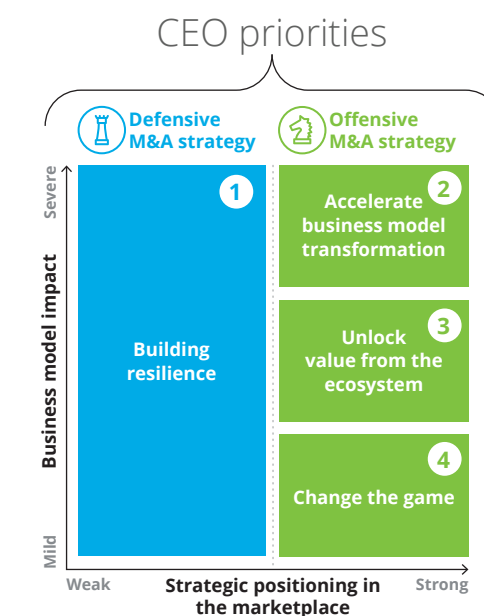 CEO priorities
Defensive
M&A strategy
Offensive
M&A strategy
Severe
Business model impact
Mild
1
Building
resilience
2
Accelerate
business model
transformation
3
Unlock
value from the
ecosystem
4
Change the game
Weak
Strategic positioning in
the marketplace
Strong